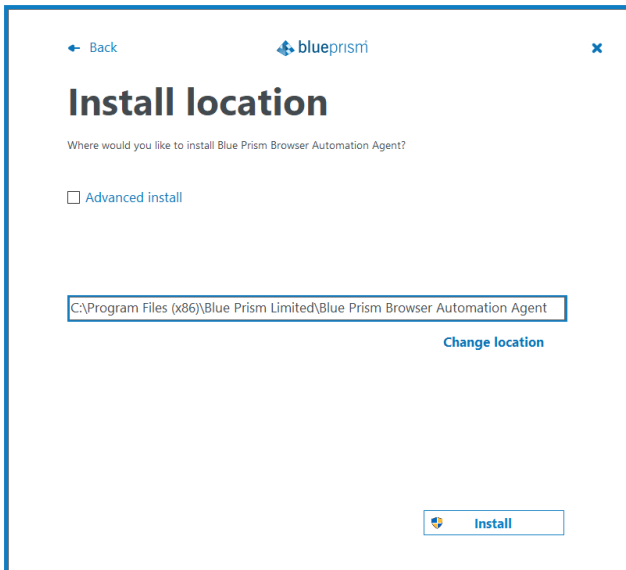 Back
blueprism
Install location
Where would you like to install Blue Prism Browser Automation Agent?
Advanced install
C:\Program Files (x86)\Blue Prism Limited\Blue Prism Browser Automation Agent
Change location
Install